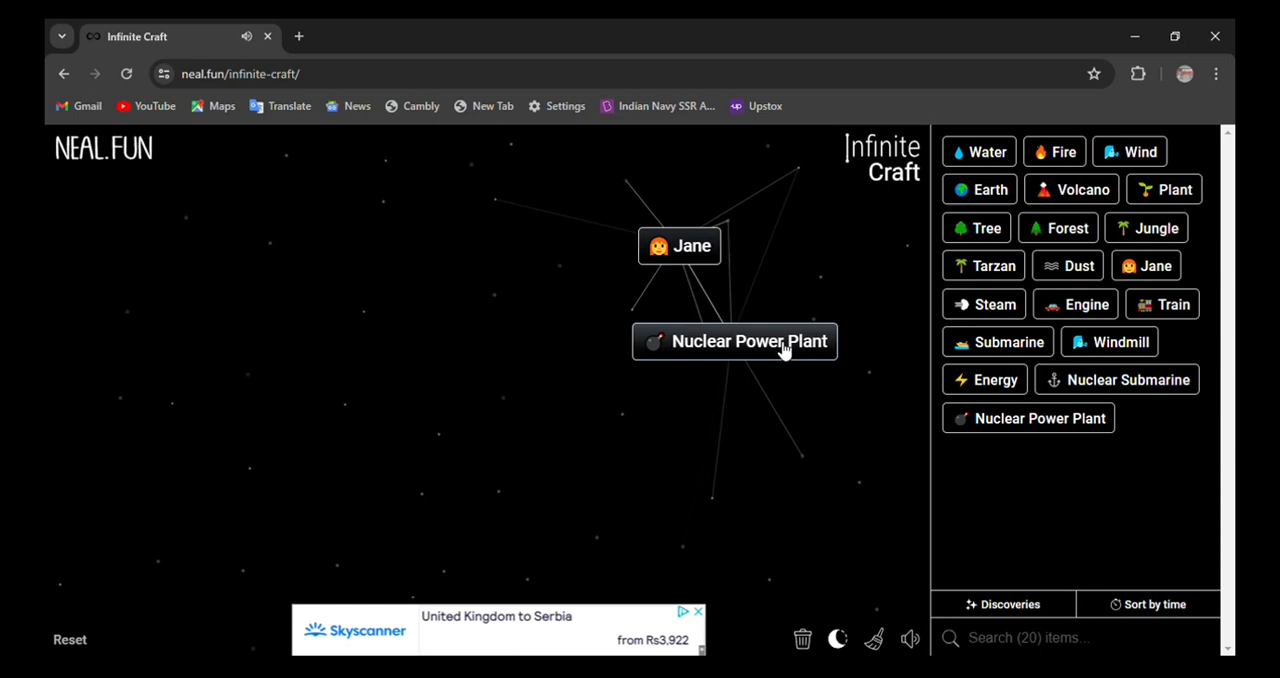 Infinite Craft
neal.fun/infinite-craft/
Gmail YouTube Maps Translate News Cambly New Tab Settings Indian Navy SSR A... Upstox
NEAL.FUN
Infinite
Craft
Jane
Nuclear Power Plant
Water Fire Wind
Earth Volcano Plant
Tree Forest Jungle
Tarzan Dust Jane
Steam Engine Train
Submarine Windmill
Energy Nuclear Submarine
Nuclear Power Plant
Discoveries Sort by time
Search (20) items...
Reset
Skyscanner
United Kingdom to Serbia
from Rs3,922